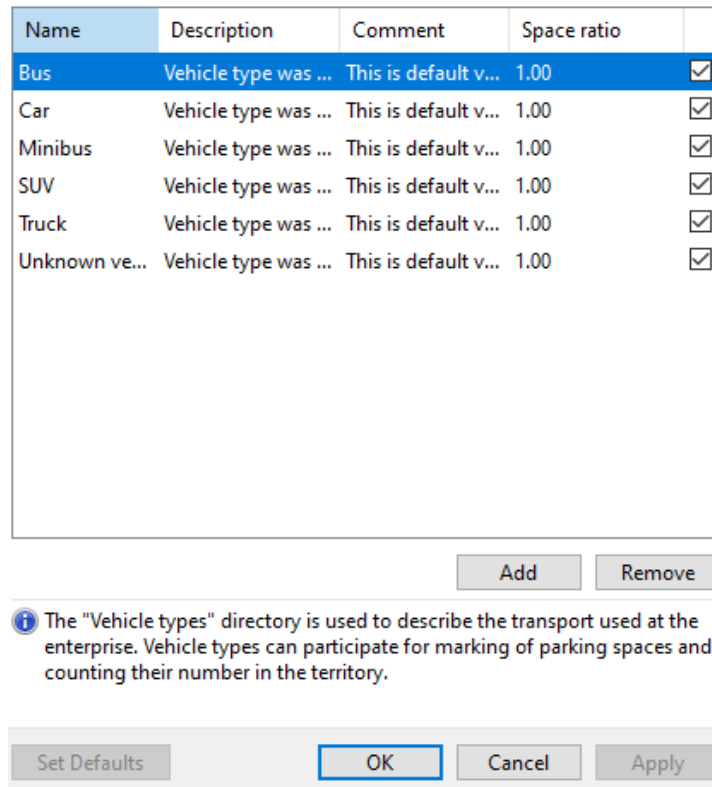 Name Description Comment Space ratio
Bus Vehicle type was ... This is default v... 1.00
Car Vehicle type was ... This is default v... 1.00
Minibus Vehicle type was ... This is default v... 1.00
SUV Vehicle type was ... This is default v... 1.00
Truck Vehicle type was ... This is default v... 1.00
Unknown ve... Vehicle type was ... This is default v... 1.00
Add Remove
The "Vehicle types" directory is used to describe the transport used at the
enterprise. Vehicle types can participate for marking of parking spaces and
counting their number in the territory.
Set Defaults OK Cancel Apply